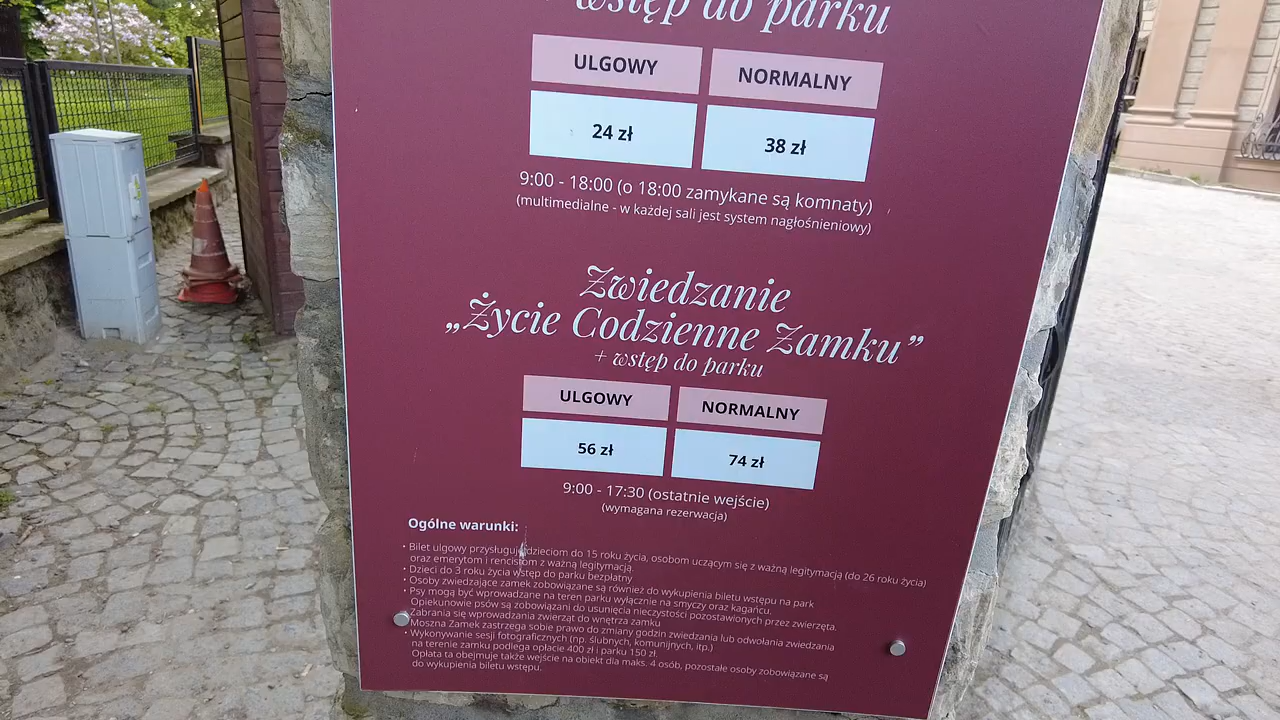 wstęp do parku
ULGOWY NORMALNY
24 zł 38 zł
9:00 - 18:00 (o 18:00 zamykane są komnaty)
(multimedialne - w każdej sali jest system nagłośnieniowy)
Zwiedzanie
„Życie Codzienne Zamku”
+ wstęp do parku
ULGOWY NORMALNY
56 zł 74 zł
9:00 - 17:30 (ostatnie wejście)
(wymagana rezerwacja)
Ogólne warunki:
• Bilet ulgowy przysługuje dzieciom do 15 roku życia, osobom uczącym się z ważną legitymacją (do 26 roku życia)
oraz emerytom i rencistom z ważną legitymacją.
• Dzieci do 3 roku życia wstęp do parku bezpłatny
• Osoby zwiedzające zamek zobowiązane są również do wykupienia biletu wstępu na park
• Psy mogą być wprowadzane na teren parku wyłącznie na smyczy oraz kagańcu.
Opiekunowie psów są zobowiązani do usunięcia nieczystości pozostawionych przez zwierzęta.
Zabrania się wprowadzania zwierząt do wnętrza zamku
Moszna Zamek zastrzega sobie prawo do zmiany godzin zwiedzania lub odwołania zwiedzania
• Wykonywanie sesji fotograficznych (np. ślubnych, komunijnych, itp.)
na terenie zamku podlega opłacie 400 zł i parku 150 zł.
Opłata ta obejmuje także wejście na obiekt dla maks. 4 osób, pozostałe osoby zobowiązane są
do wykupienia biletu wstępu.